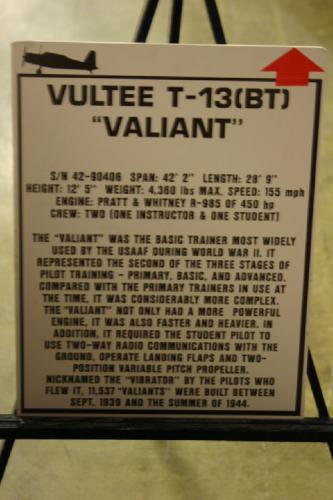 VULTEE T-13(BT)
"VALIANT"
S/N 42-90406 SPAN: 42' 2" LENGTH: 28' 9"
HEIGHT: 12' 5" WEIGHT: 4,360 lbs MAX. SPEED: 155 mph
ENGINE: PRATT & WHITNEY R-985 OF 450 hp
CREW: TWO (ONE INSTRUCTOR & ONE STUDENT)
THE "VALIANT" WAS THE BASIC TRAINER MOST WIDELY
USED BY THE USAAF DURING WORLD WAR II. IT
REPRESENTED THE SECOND OF THE THREE STAGES OF
PILOT TRAINING - PRIMARY, BASIC, AND ADVANCED.
COMPARED WITH THE PRIMARY TRAINERS IN USE AT
THE TIME, IT WAS CONSIDERABLY MORE COMPLEX.
THE "VALIANT" NOT ONLY HAD A MORE POWERFUL
ENGINE, IT WAS ALSO FASTER AND HEAVIER. IN
ADDITION, IT REQUIRED THE STUDENT PILOT TO
USE TWO-WAY RADIO COMMUNICATIONS WITH THE
GROUND, OPERATE LANDING FLAPS AND TWO-
POSITION VARIABLE PITCH PROPELLER.
NICKNAMED THE "VIBRATOR" BY THE PILOTS WHO
FLEW IT, 11,537 "VALIANTS" WERE BUILT BETWEEN
SEPT. 1939 AND THE SUMMER OF 1944.